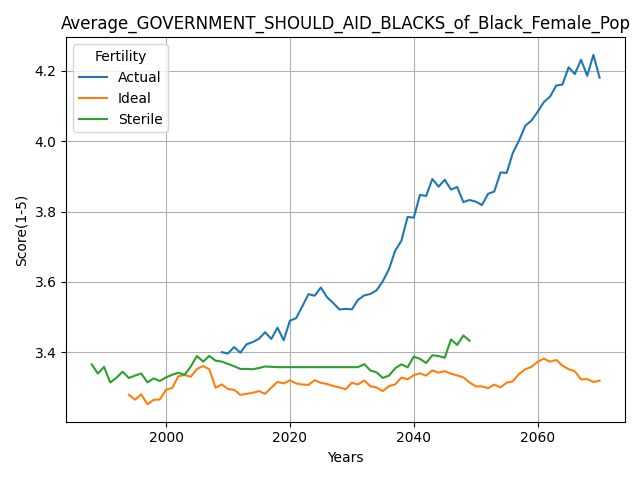 Average_GOVERNMENT_SHOULD_AID_BLACKS_of_Black_Female_Pop
Fertility
Actual
Ideal
Sterile
Score(1-5)
4.2
4.0
3.8
3.6
3.4
2000
2020
2040
2060
Years